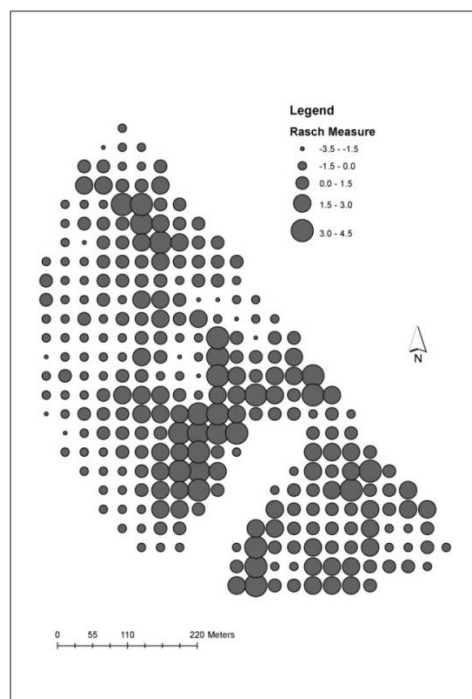 Legend
Rasch Measure
-3.5 - -1.5
-1.5 - 0.0
0.0 - 1.5
1.5 - 3.0
3.0 - 4.5
N
0 55 110 220 Meters